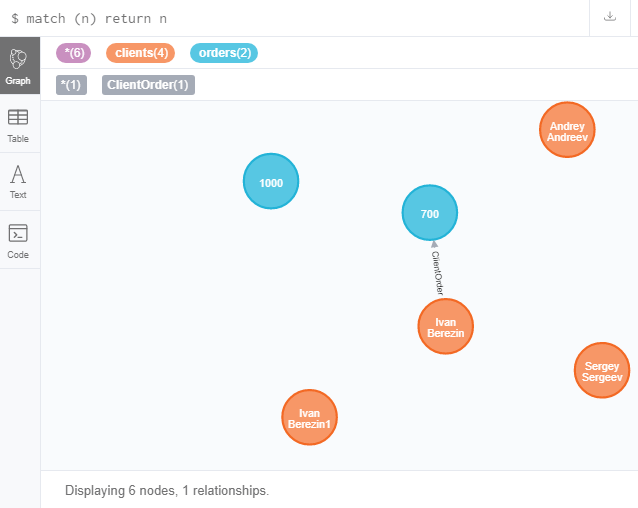 $ match (n) return n
*(6) clients(4) orders(2)
Graph
*(1) ClientOrder(1)
Table
Text
Code
Andrey
Andreev
1000
700
ClientOrder
Ivan
Berezin
Sergey
Sergeev
Ivan
Berezin1
Displaying 6 nodes, 1 relationships.